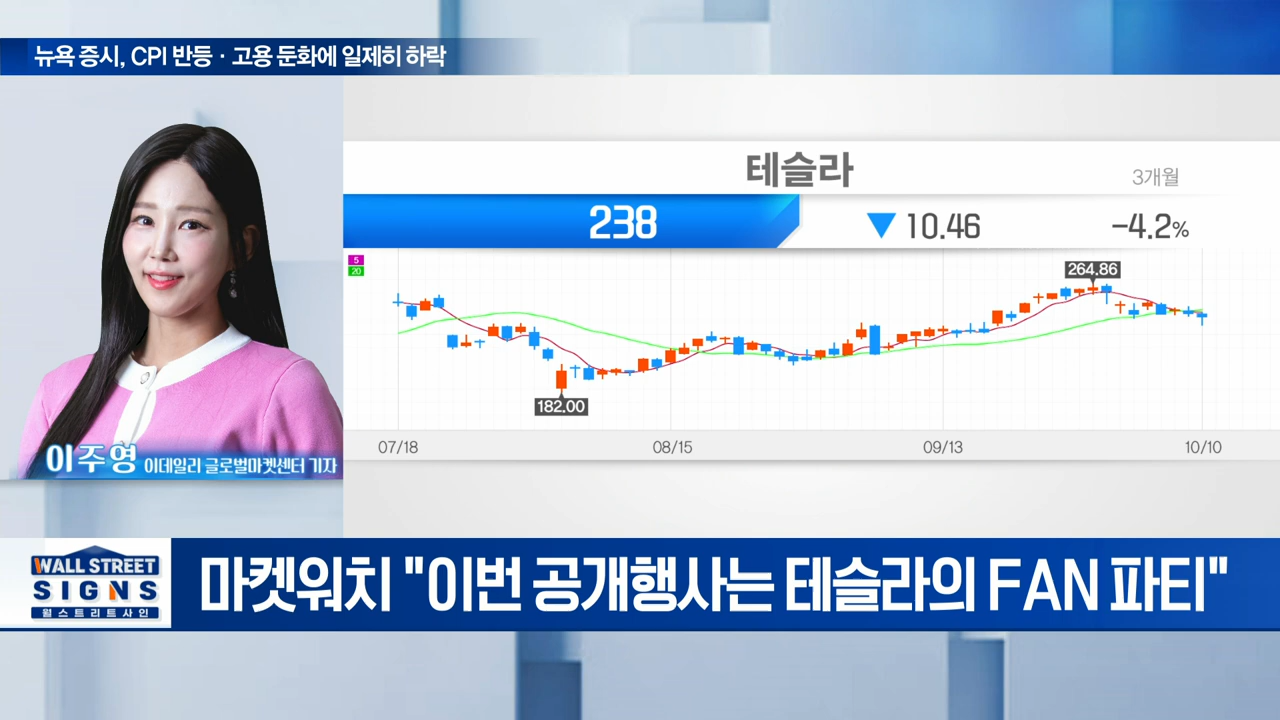 뉴욕 증시, CPI 반등 · 고용 둔화에 일제히 하락
테슬라
3개월
238 ▼ 10.46 -4.2%
5
20
264.86
182.00
07/18 08/15 09/13 10/10
이주영 이데일리 글로벌마켓센터 기자
WALL STREET
SIGNS
월스트리트사인
마켓워치 "이번 공개행사는 테슬라의 FAN 파티"